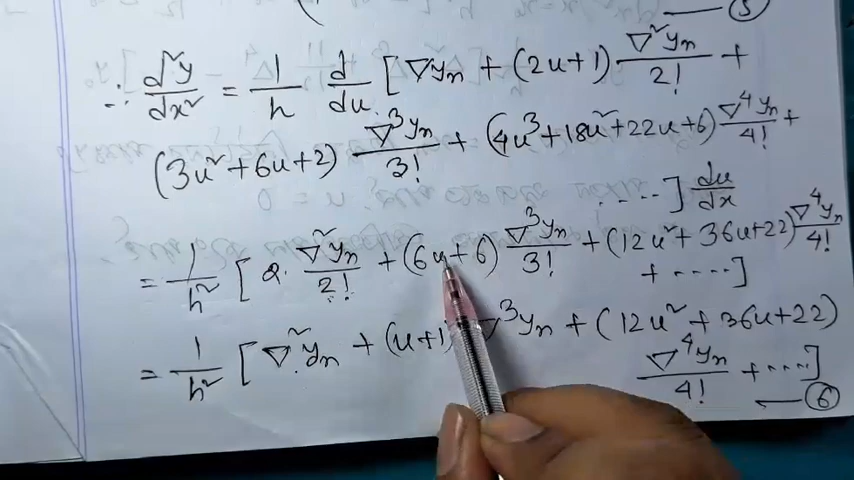 ⑤
∴ d²y/dx² = 1/h d/du [∇yₙ + (2u+1) ∇²yₙ/2! +
(3u²+6u+2) ∇³yₙ/3! + (4u³+18u²+22u+6) ∇⁴yₙ/4! +
.....] du/dx
= 1/h² [2. ∇²yₙ/2! + (6u+6) ∇³yₙ/3! + (12u²+36u+22) ∇⁴yₙ/4!
+ ....]
= 1/h² [∇²yₙ + (u+1) ∇³yₙ + (12u²+36u+22)
∇⁴yₙ/4! + ....]
⑥